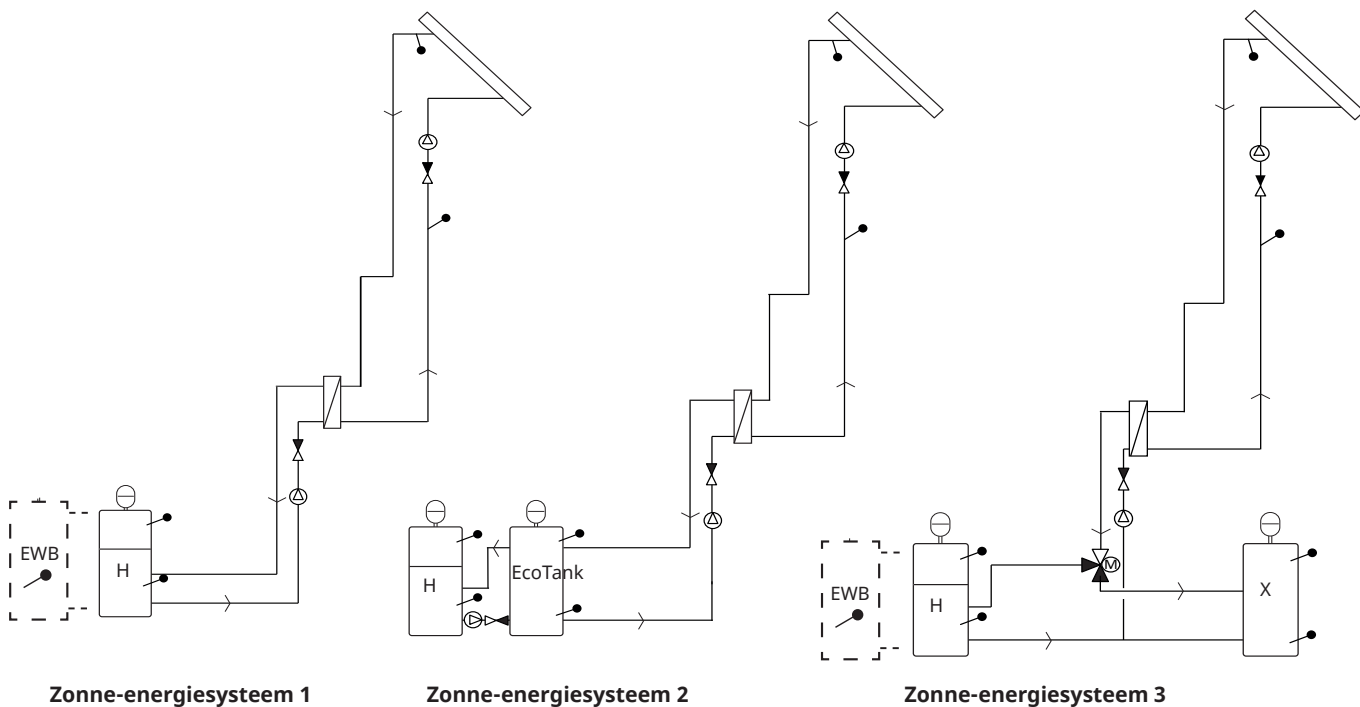 EWB
H
Zonne-energiesysteem 1
H
EcoTank
Zonne-energiesysteem 2
EWB
H
M
X
Zonne-energiesysteem 3